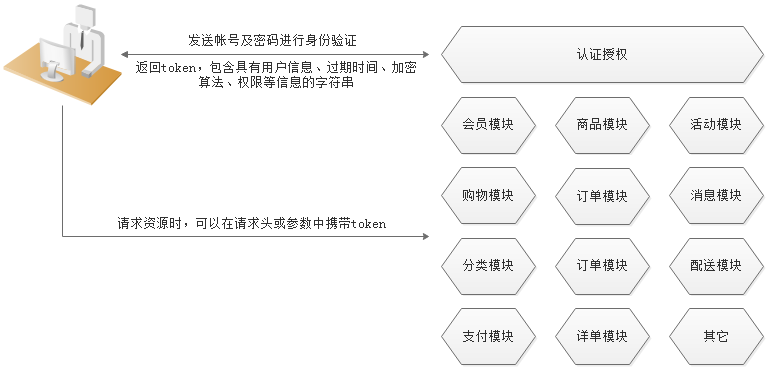 发送帐号及密码进行身份验证
认证授权
返回token，包含具有用户信息、过期时间、加密
算法、权限等信息的字符串
会员模块
商品模块
活动模块
购物模块
订单模块
消息模块
请求资源时，可以在请求头或参数中携带token
分类模块
订单模块
配送模块
支付模块
详单模块
其它